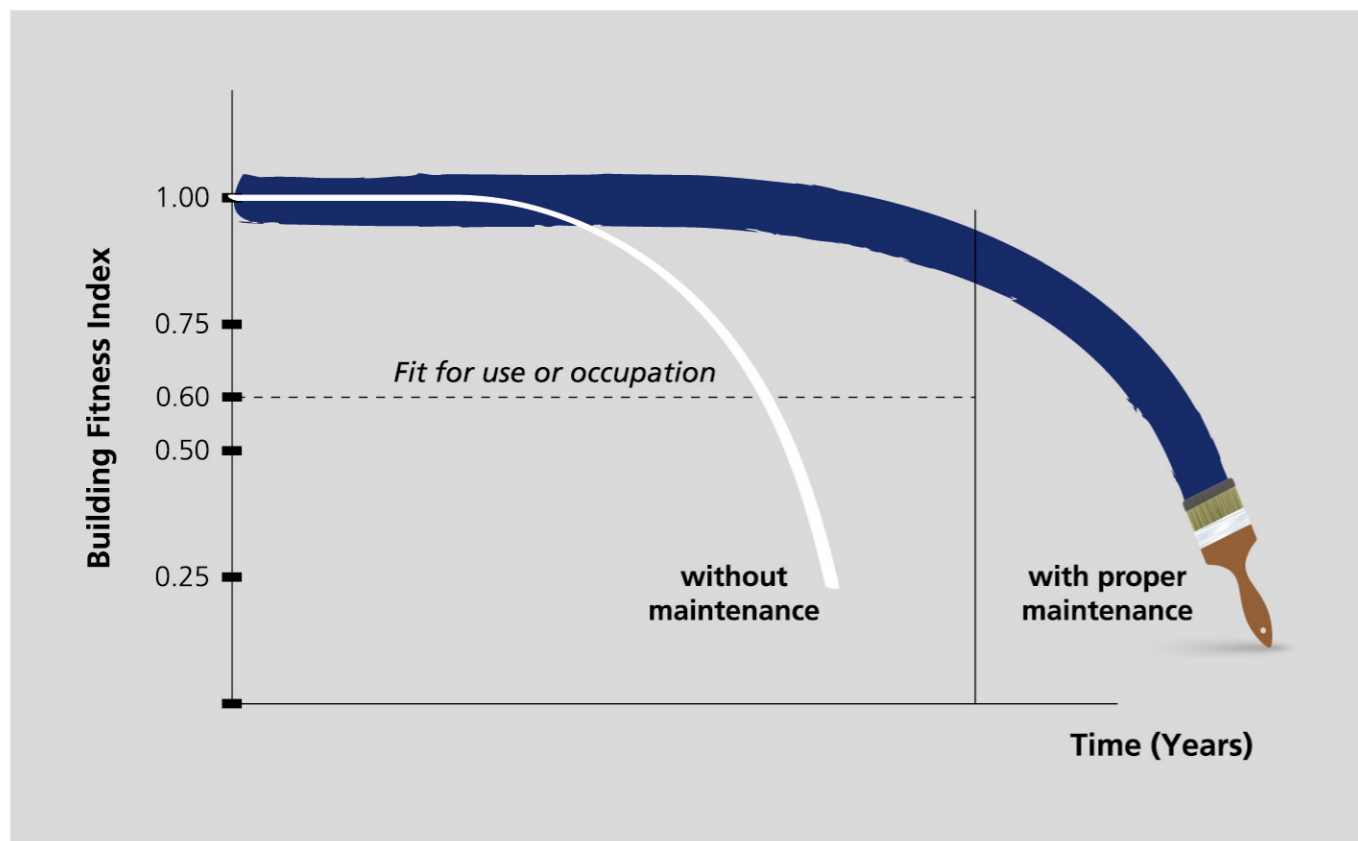 Building Fitness Index
1.00
0.75
0.60
0.50
0.25
Fit for use or occupation
without
maintenance
with proper
maintenance
Time (Years)